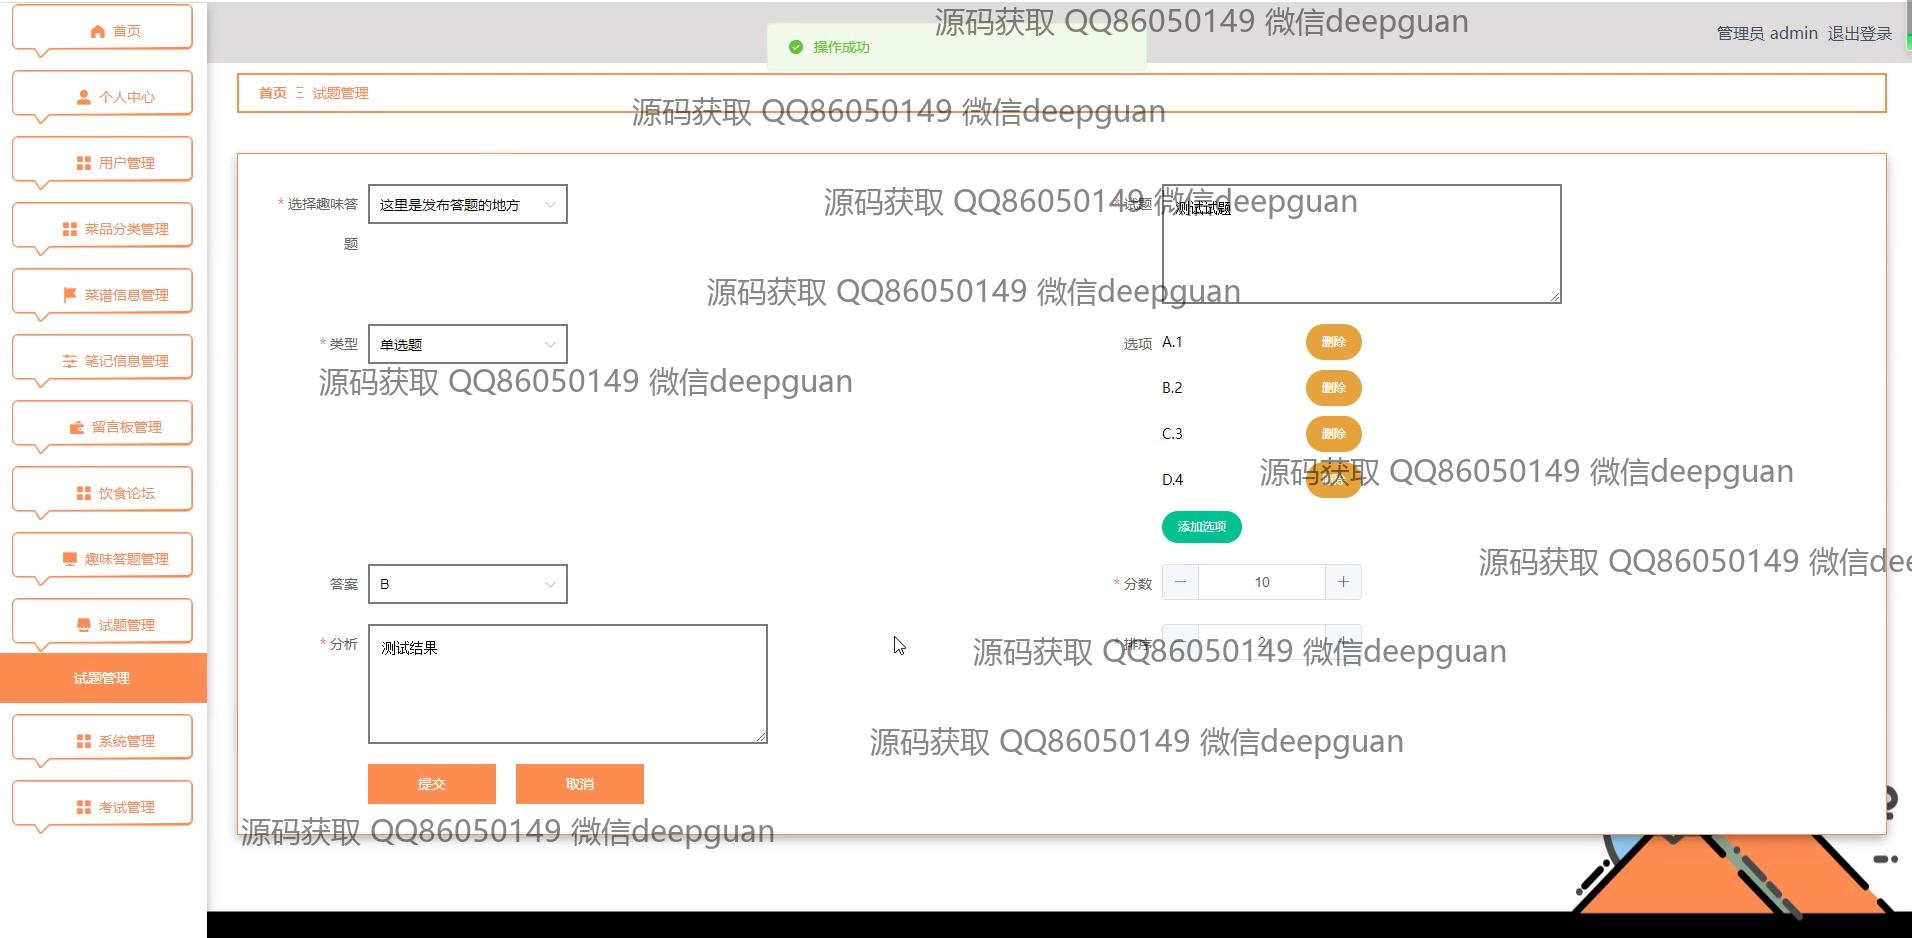 首页
个人中心
用户管理
菜品分类管理
菜谱信息管理
笔记信息管理
留言板管理
饮食论坛
趣味答题管理
试题管理
试题管理
系统管理
考试管理
源码获取 QQ86050149 微信deepguan
操作成功
管理员 admin 退出登录
首页 Ξ 试题管理
源码获取 QQ86050149 微信deepguan
* 选择趣味答题
这里是发布答题的地方
源码获取 QQ86050149 微信deepguan
* 试题
测试试题
源码获取 QQ86050149 微信deepguan
* 类型
单选题
选项
A.1
删除
源码获取 QQ86050149 微信deepguan
B.2
删除
C.3
删除
D.4
删除
源码获取 QQ86050149 微信deepguan
添加选项
源码获取 QQ86050149 微信dee
答案
B
* 分数
10
* 分析
测试结果
* 排序
2
源码获取 QQ86050149 微信deepguan
源码获取 QQ86050149 微信deepguan
提交
取消
源码获取 QQ86050149 微信deepguan